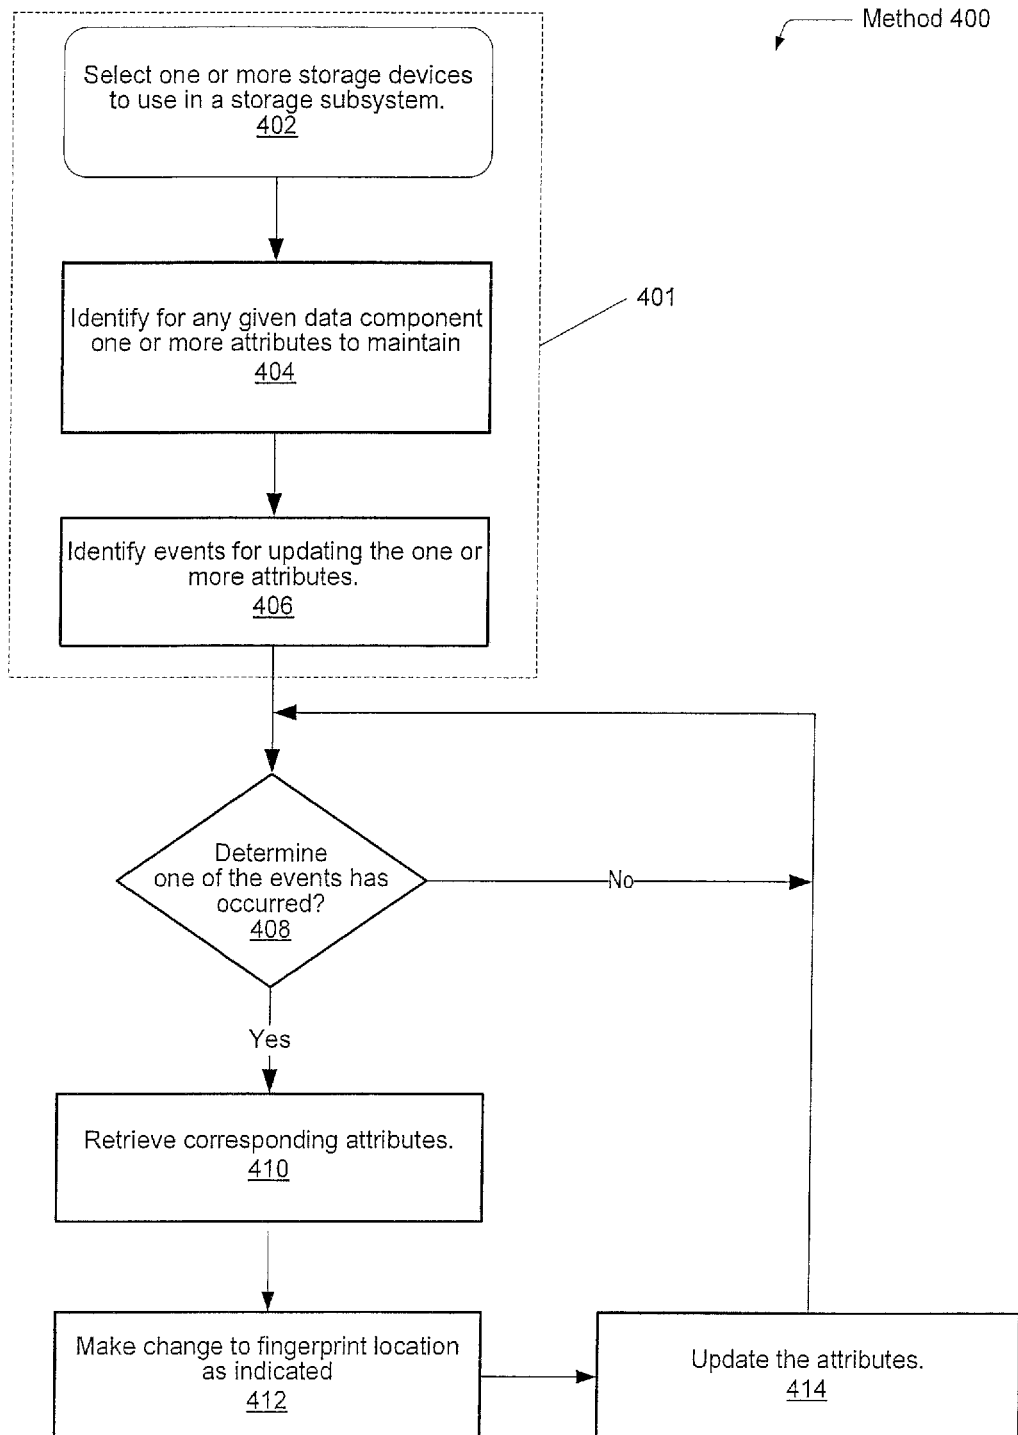 Method 400
Select one or more storage devices
to use in a storage subsystem.
402
Identify for any given data component
one or more attributes to maintain
404
401
Identify events for updating the one or
more attributes.
406
Determine
one of the events has
occurred?
408
No
Yes
Retrieve corresponding attributes.
410
Make change to fingerprint location
as indicated
412
Update the attributes.
414